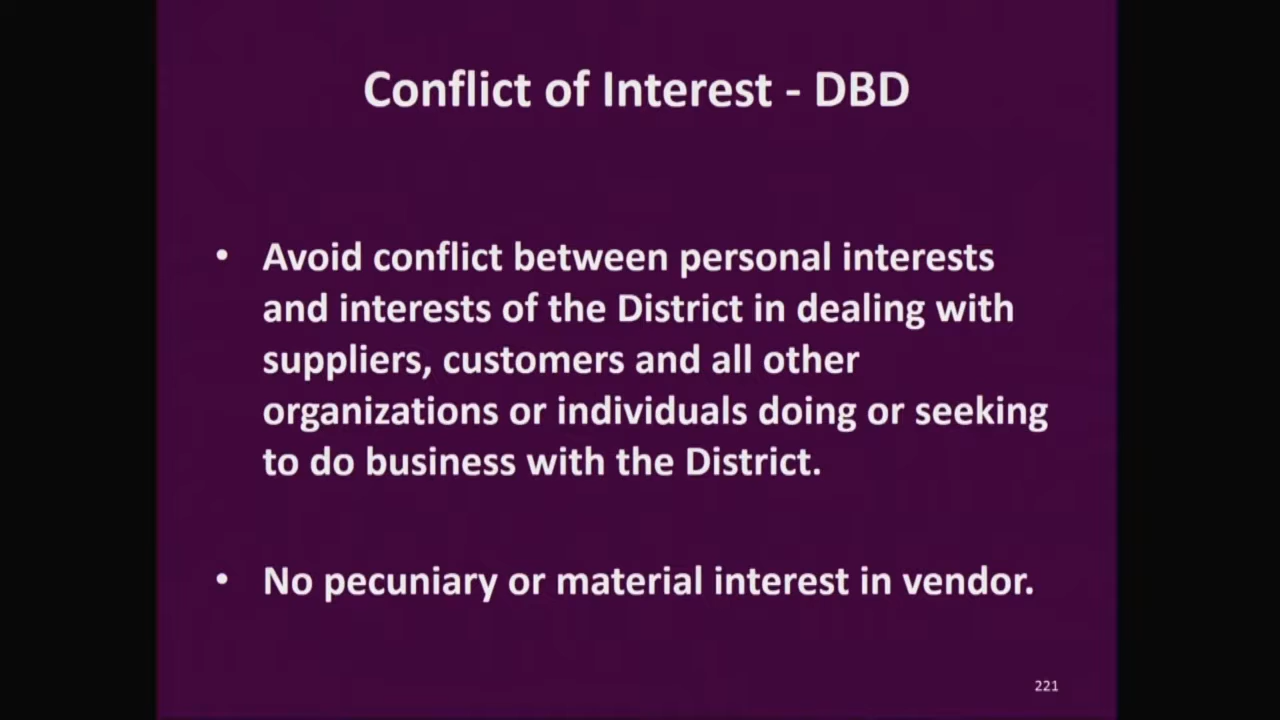 Conflict of Interest - DBD
• Avoid conflict between personal interests
and interests of the District in dealing with
suppliers, customers and all other
organizations or individuals doing or seeking
to do business with the District.
• No pecuniary or material interest in vendor.
221